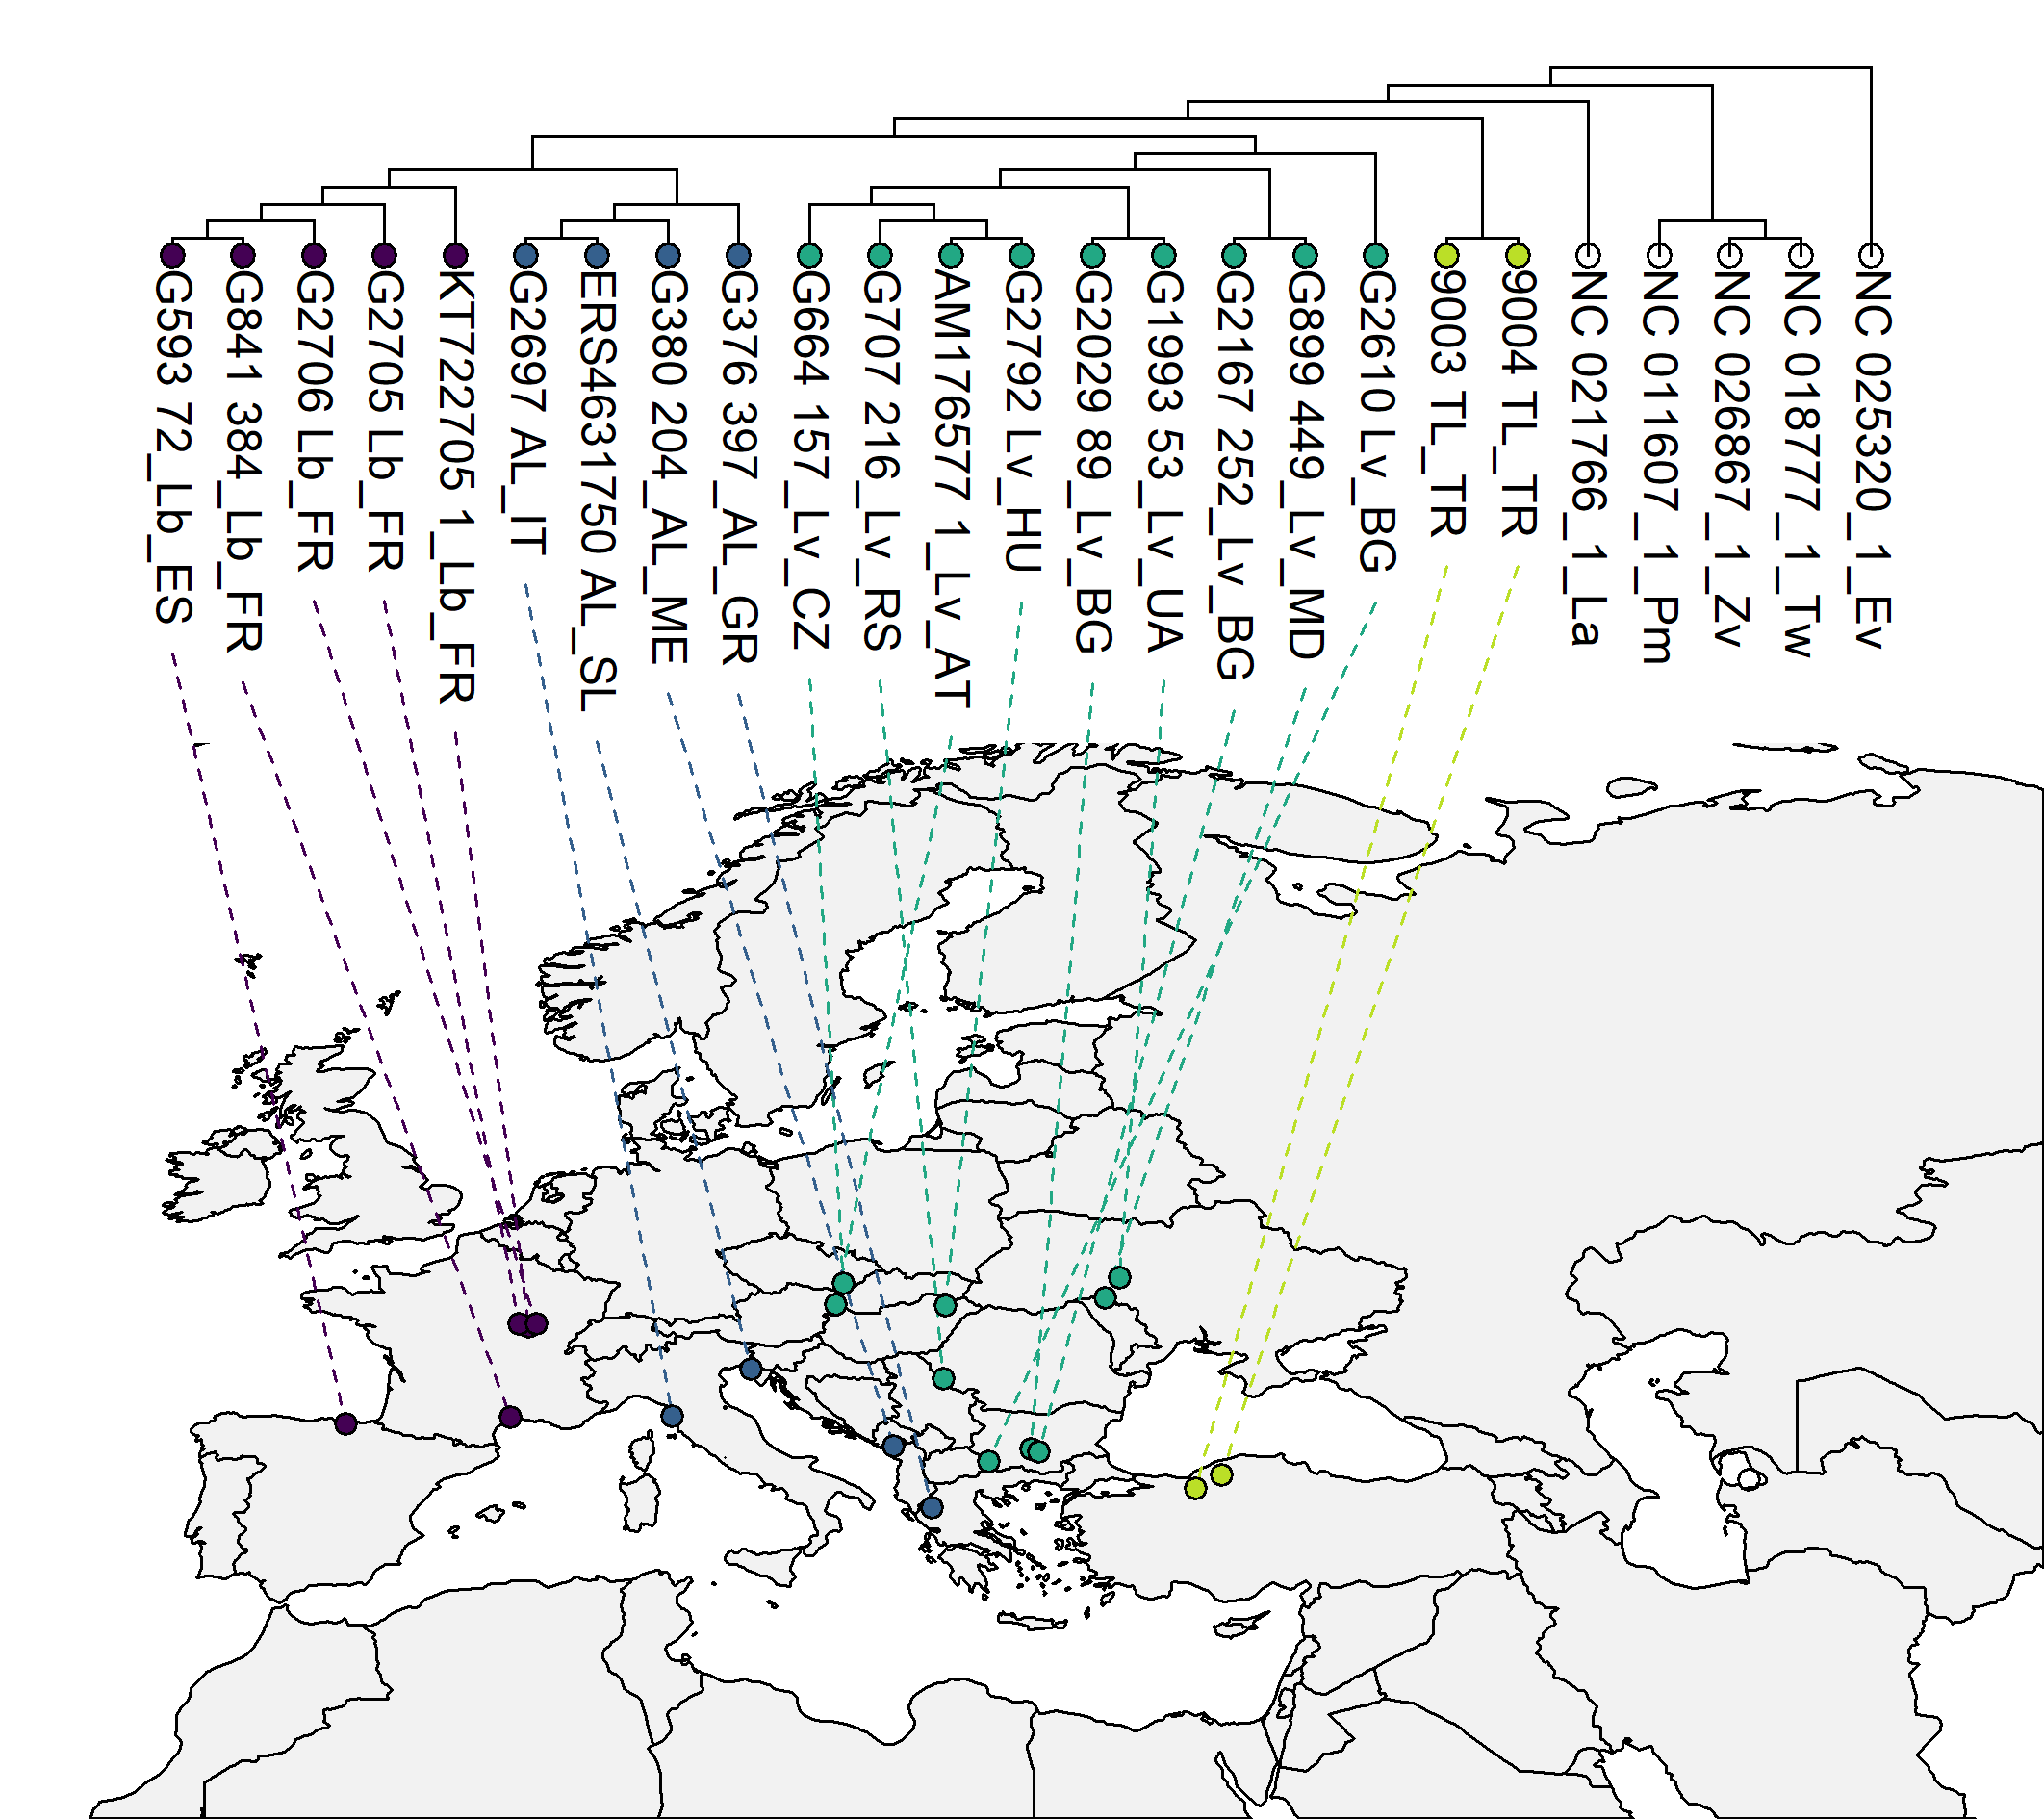 G593 72_Lb_ES
G841 384_Lb_FR
G2706 Lb_FR
G2705 Lb_FR
KT722705 1_Lb_FR
G2697 AL_IT
ERS4631750 AL_SL
G380 204_AL_ME
G376 397_AL_GR
G664 157_Lv_CZ
G707 216_Lv_RS
AM176577 1_Lv_AT
G2792 Lv_HU
G2029 89_Lv_BG
G1993 53_Lv_UA
G2167 252_Lv_BG
G899 449_Lv_MD
G2610 Lv_BG
9003 TL_TR
9004 TL_TR
NC 021766_1_La
NC 011607_1_Pm
NC 026867_1_Zv
NC 018777_1_Tw
NC 025320_1_Ev